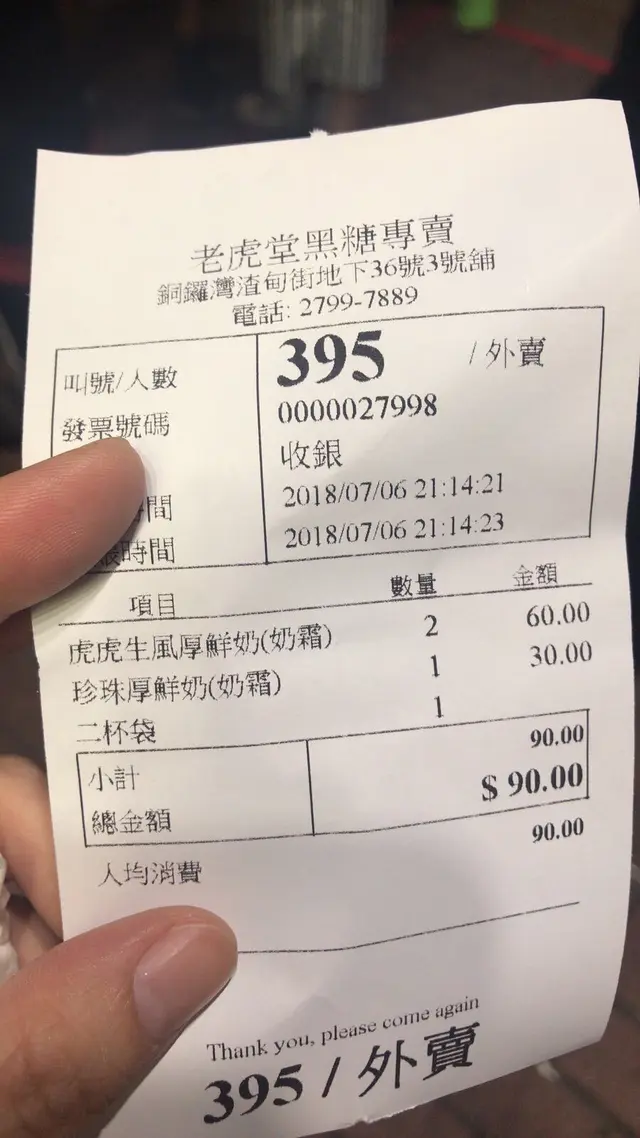 老虎堂黑糖專賣
銅鑼灣渣甸街地下36號3號舖
電話: 2799-7889
叫號/人數 395 /外賣
發票號碼 0000027998
收銀
時間 2018/07/06 21:14:21
時間 2018/07/06 21:14:23
項目 數量 金額
虎虎生風厚鮮奶(奶霜) 2 60.00
珍珠厚鮮奶(奶霜) 1 30.00
二杯袋 1
小計 90.00
總金額 $ 90.00
人均消費 90.00
Thank you, please come again
395 / 外賣